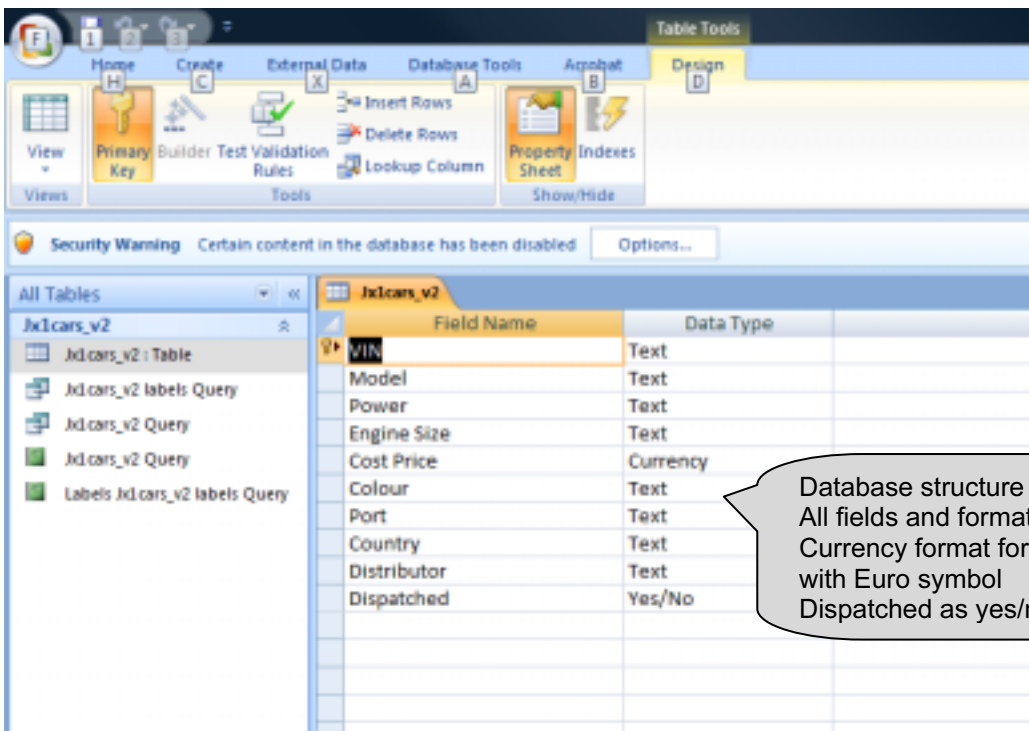 Table Tools
F 1 2 3
Home Create External Data Database Tools Acrobat Design
H C X A B D
View
Primary Key
Builder
Test Validation Rules
Insert Rows
Delete Rows
Lookup Column
Property Sheet
Indexes
Views Tools Show/Hide
Security Warning Certain content in the database has been disabled Options...
All Tables
Jx1cars_v2
Jx1cars_v2 : Table
Jx1cars_v2 labels Query
Jx1cars_v2 Query
Jx1cars_v2 Query
Labels Jx1cars_v2 labels Query
Jx1cars_v2
Field Name Data Type
VIN Text
Model Text
Power Text
Engine Size Text
Cost Price Currency
Colour Text
Port Text
Country Text
Distributor Text
Dispatched Yes/No
Database structure
All fields and format
Currency format for
with Euro symbol
Dispatched as yes/